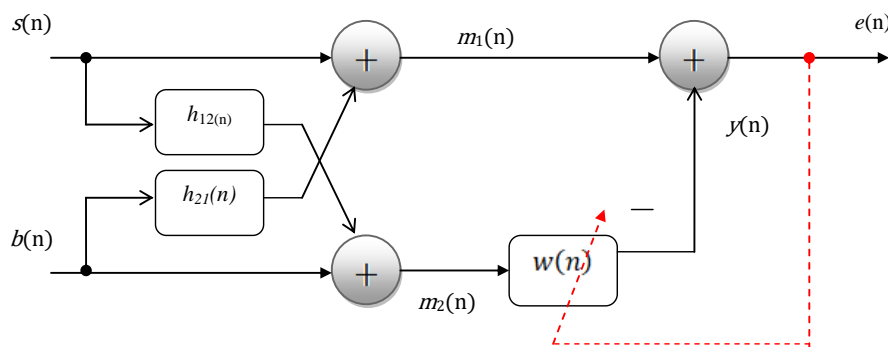 s(n)
e(n)
m₁(n)
+
+
h₁₂₍ₙ₎
y(n)
h₂₁(n)
—
b(n)
+
w(n)
m₂(n)